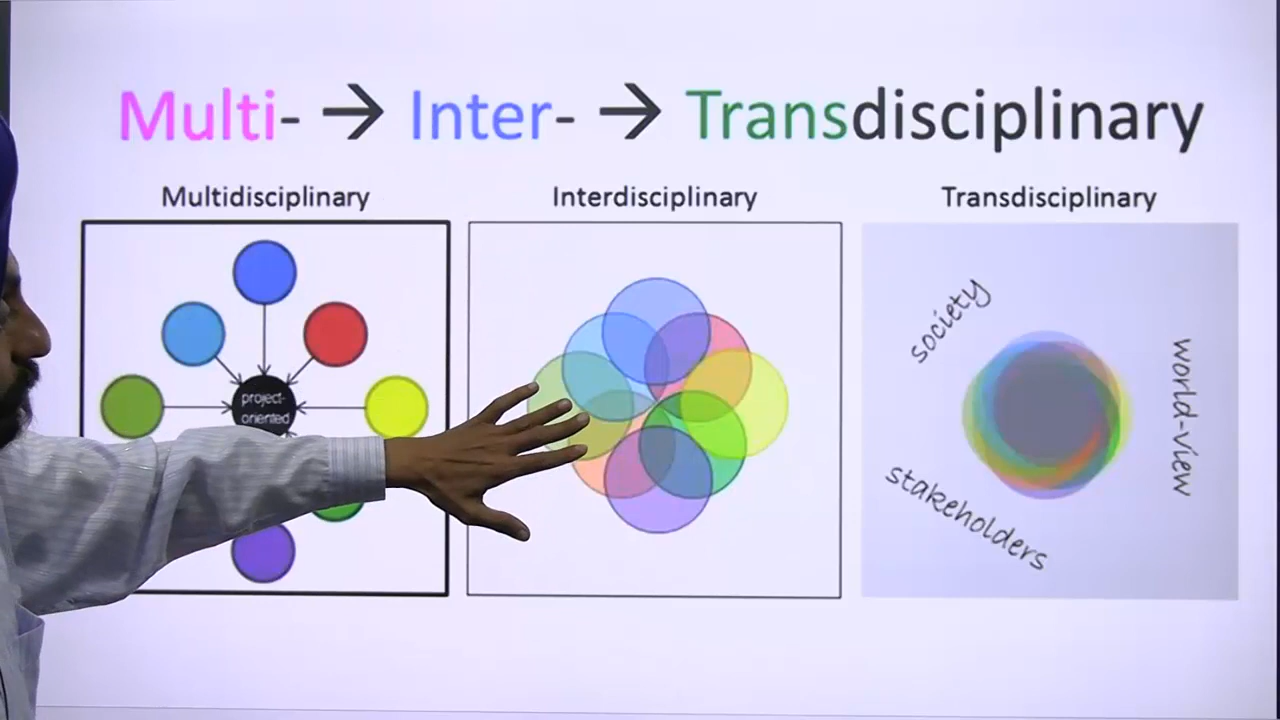 Multi- → Inter- → Transdisciplinary
Multidisciplinary
Interdisciplinary
Transdisciplinary
project-
oriented
society
world-view
stakeholders